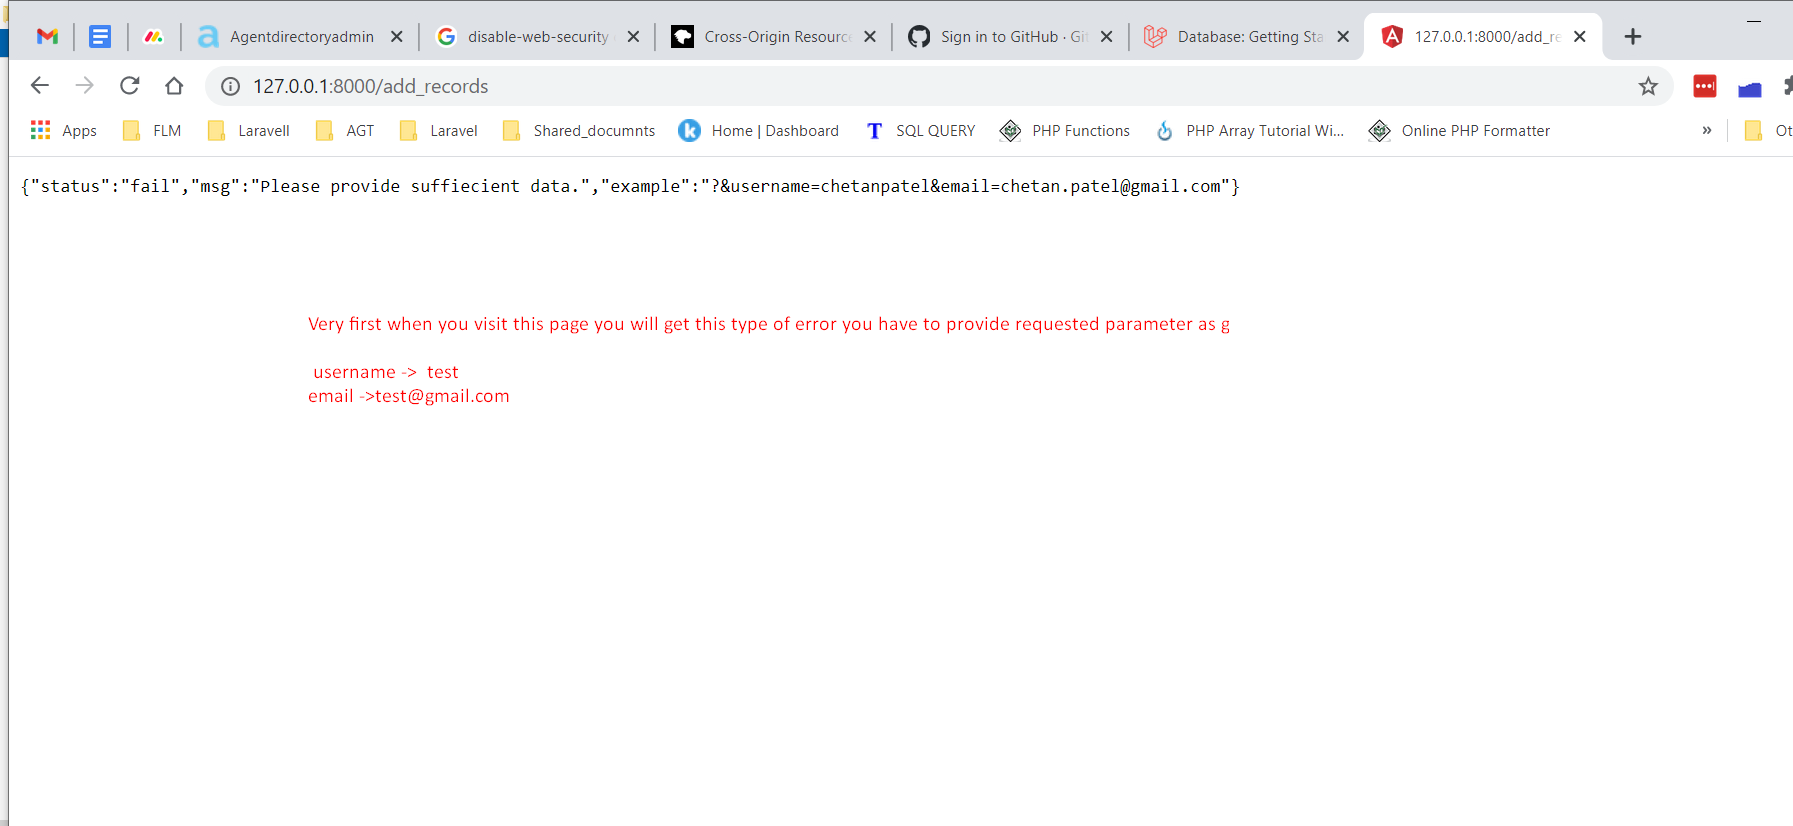 Agentdirectoryadmin
disable-web-security
Cross-Origin Resourc
Sign in to GitHub · Gi
Database: Getting Sta
127.0.0.1:8000/add_re
127.0.0.1:8000/add_records
Apps FLM Laravell AGT Laravel Shared_documnts Home | Dashboard T SQL QUERY PHP Functions PHP Array Tutorial Wi... Online PHP Formatter » Ot
{"status":"fail","msg":"Please provide suffiecient data.","example":"?&username=chetanpatel&email=chetan.patel@gmail.com"}
Very first when you visit this page you will get this type of error you have to provide requested parameter as g
username -> test
email ->test@gmail.com